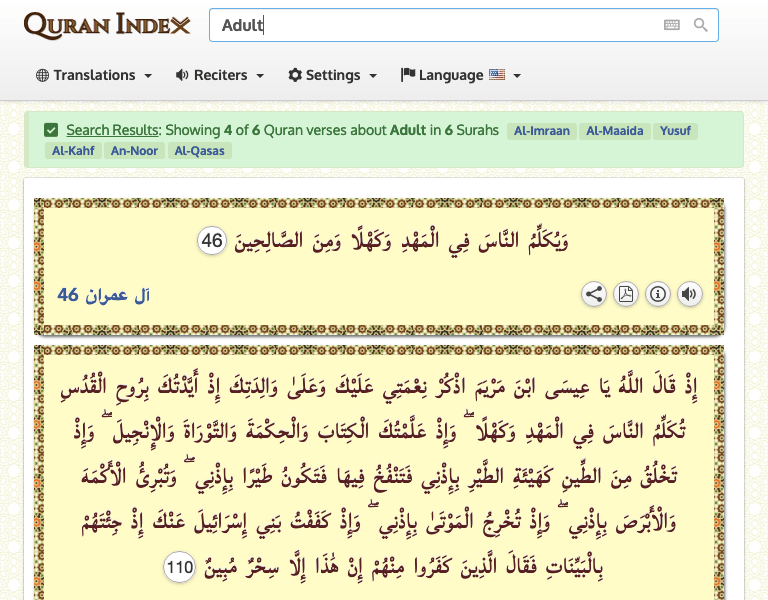 QURAN INDEX
Adult
Translations
Reciters
Settings
Language
Search Results: Showing 4 of 6 Quran verses about Adult in 6 Surahs Al-Imraan Al-Maaida Yusuf
Al-Kahf An-Noor Al-Qasas
وَيُكَلِّمُ النَّاسَ فِي الْمَهْدِ وَكَهْلًا وَمِنَ الصَّالِحِينَ 46
آل عمران 46
إِذْ قَالَ اللَّهُ يَا عِيسَى ابْنَ مَرْيَمَ اذْكُرْ نِعْمَتِي عَلَيْكَ وَعَلَىٰ وَالِدَتِكَ إِذْ أَيَّدْتُكَ بِرُوحِ الْقُدُسِ
تُكَلِّمُ النَّاسَ فِي الْمَهْدِ وَكَهْلًا ۖ وَإِذْ عَلَّمْتُكَ الْكِتَابَ وَالْحِكْمَةَ وَالتَّوْرَاةَ وَالْإِنْجِيلَ ۖ وَإِذْ
تَخْلُقُ مِنَ الطِّينِ كَهَيْئَةِ الطَّيْرِ بِإِذْنِي فَتَنْفُخُ فِيهَا فَتَكُونُ طَيْرًا بِإِذْنِي ۖ وَتُبْرِئُ الْأَكْمَهَ
وَالْأَبْرَصَ بِإِذْنِي ۖ وَإِذْ تُخْرِجُ الْمَوْتَىٰ بِإِذْنِي ۖ وَإِذْ كَفَفْتُ بَنِي إِسْرَائِيلَ عَنْكَ إِذْ جِئْتَهُمْ
بِالْبَيِّنَاتِ فَقَالَ الَّذِينَ كَفَرُوا مِنْهُمْ إِنْ هَٰذَا إِلَّا سِحْرٌ مُبِينٌ 110